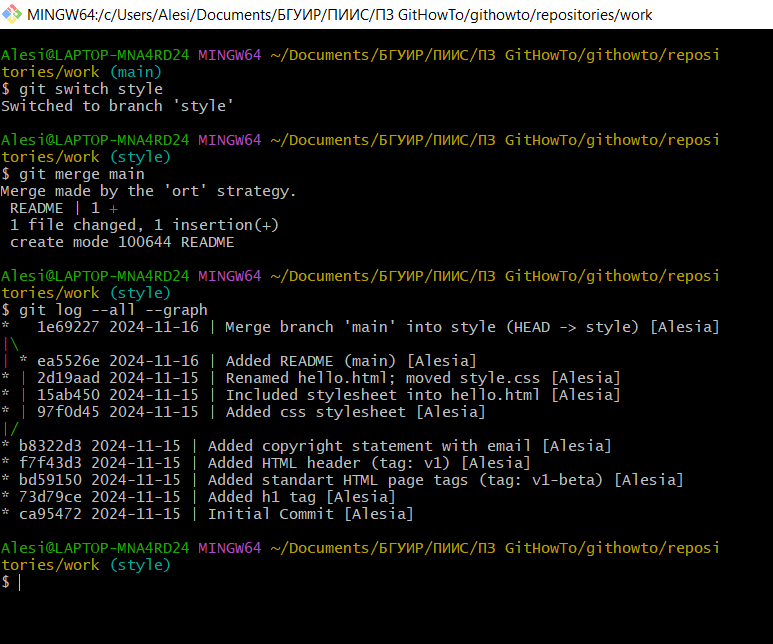 MINGW64:/c/Users/Alesi/Documents/БГУИР/ПИИС/ПЗ GitHowTo/githowto/repositories/work
Alesi@LAPTOP-MNA4RD24 MINGW64 ~/Documents/БГУИР/ПИИС/ПЗ GitHowTo/githowto/reposi
tories/work (main)
$ git switch style
Switched to branch 'style'
Alesi@LAPTOP-MNA4RD24 MINGW64 ~/Documents/БГУИР/ПИИС/ПЗ GitHowTo/githowto/reposi
tories/work (style)
$ git merge main
Merge made by the 'ort' strategy.
 README | 1 +
 1 file changed, 1 insertion(+)
 create mode 100644 README
Alesi@LAPTOP-MNA4RD24 MINGW64 ~/Documents/БГУИР/ПИИС/ПЗ GitHowTo/githowto/reposi
tories/work (style)
$ git log --all --graph
*   1e69227 2024-11-16 | Merge branch 'main' into style (HEAD -> style) [Alesia]
|\
| * ea5526e 2024-11-16 | Added README (main) [Alesia]
* | 2d19aad 2024-11-15 | Renamed hello.html; moved style.css [Alesia]
* | 15ab450 2024-11-15 | Included stylesheet into hello.html [Alesia]
* | 97f0d45 2024-11-15 | Added css stylesheet [Alesia]
|/
* b8322d3 2024-11-15 | Added copyright statement with email [Alesia]
* f7f43d3 2024-11-15 | Added HTML header (tag: v1) [Alesia]
* bd59150 2024-11-15 | Added standart HTML page tags (tag: v1-beta) [Alesia]
* 73d79ce 2024-11-15 | Added h1 tag [Alesia]
* ca95472 2024-11-15 | Initial Commit [Alesia]
Alesi@LAPTOP-MNA4RD24 MINGW64 ~/Documents/БГУИР/ПИИС/ПЗ GitHowTo/githowto/reposi
tories/work (style)
$